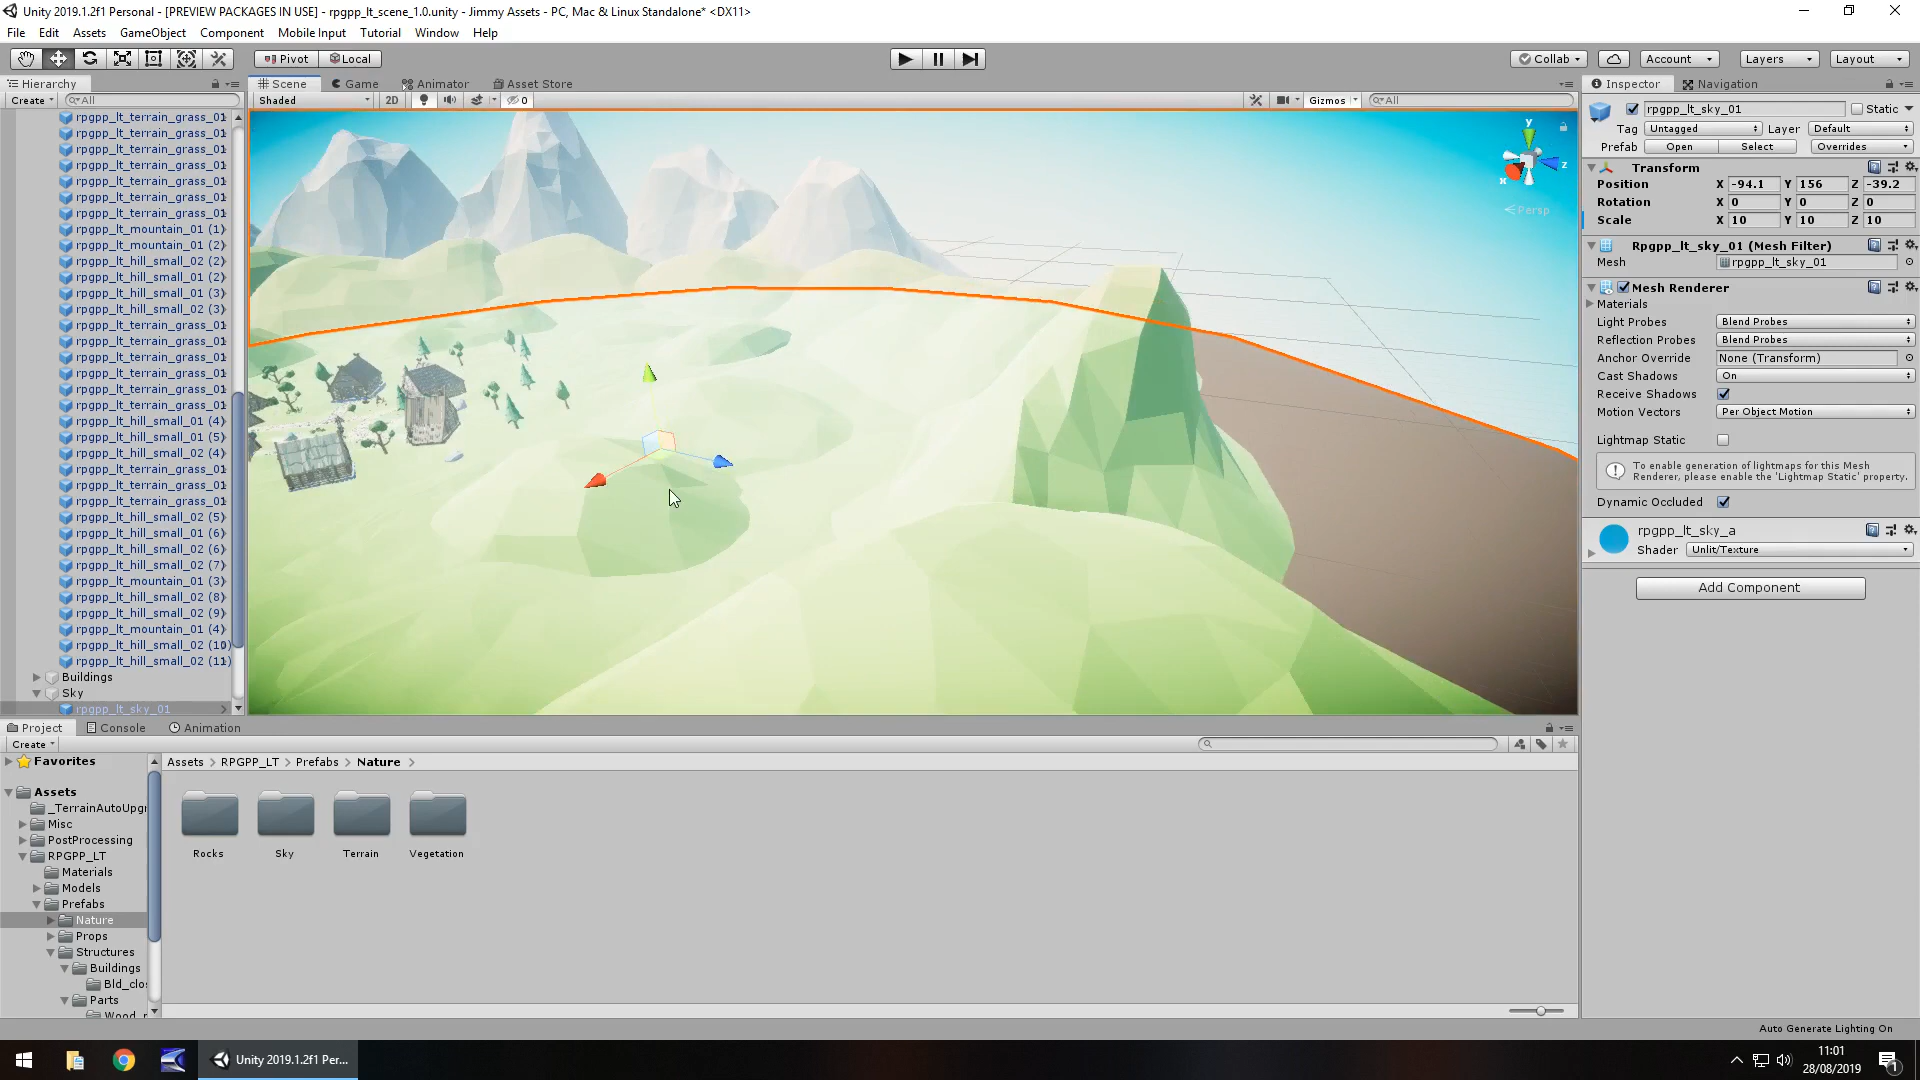 Unity 2019.1.2f1 Personal - [PREVIEW PACKAGES IN USE] - rpgpp_lt_scene_1.0.unity - Jimmy Assets - PC, Mac & Linux Standalone* <DX11>
File Edit Assets GameObject Component Mobile Input Tutorial Window Help
Pivot Local Collab Account Layers Layout
Hierarchy Scene Game Animator Asset Store Inspector Navigation
Create All Shaded 2D 0 Gizmos All
rpgpp_lt_sky_01 Static
Tag Untagged Layer Default
Prefab Open Select Overrides
Transform
Position X -94.1 Y 156 Z -39.2
Rotation X 0 Y 0 Z 0
Scale X 10 Y 10 Z 10
Rpgpp_lt_sky_01 (Mesh Filter)
Mesh rpgpp_lt_sky_01
Mesh Renderer
Materials
Light Probes Blend Probes
Reflection Probes Blend Probes
Anchor Override None (Transform)
Cast Shadows On
Receive Shadows
Motion Vectors Per Object Motion
Lightmap Static
To enable generation of lightmaps for this Mesh
Renderer, please enable the 'Lightmap Static' property.
Dynamic Occluded
rpgpp_lt_sky_a
Shader Unlit/Texture
Add Component
y
z
x
Persp
rpgpp_lt_terrain_grass_01
rpgpp_lt_terrain_grass_01
rpgpp_lt_terrain_grass_01
rpgpp_lt_terrain_grass_01
rpgpp_lt_terrain_grass_01
rpgpp_lt_terrain_grass_01
rpgpp_lt_terrain_grass_01
rpgpp_lt_mountain_01 (1)
rpgpp_lt_mountain_01 (2)
rpgpp_lt_hill_small_02 (2)
rpgpp_lt_hill_small_01 (2)
rpgpp_lt_hill_small_01 (3)
rpgpp_lt_hill_small_02 (3)
rpgpp_lt_terrain_grass_01
rpgpp_lt_terrain_grass_01
rpgpp_lt_terrain_grass_01
rpgpp_lt_terrain_grass_01
rpgpp_lt_terrain_grass_01
rpgpp_lt_terrain_grass_01
rpgpp_lt_hill_small_01 (4)
rpgpp_lt_hill_small_01 (5)
rpgpp_lt_hill_small_02 (4)
rpgpp_lt_terrain_grass_01
rpgpp_lt_terrain_grass_01
rpgpp_lt_terrain_grass_01
rpgpp_lt_hill_small_02 (5)
rpgpp_lt_hill_small_01 (6)
rpgpp_lt_hill_small_02 (6)
rpgpp_lt_hill_small_02 (7)
rpgpp_lt_mountain_01 (3)
rpgpp_lt_hill_small_02 (8)
rpgpp_lt_hill_small_02 (9)
rpgpp_lt_mountain_01 (4)
rpgpp_lt_hill_small_02 (10)
rpgpp_lt_hill_small_02 (11)
Buildings
Sky
rpgpp_lt_sky_01
Project Console Animation
Create
Favorites
Assets
_TerrainAutoUpgr
Misc
PostProcessing
RPGPP_LT
Materials
Models
Prefabs
Nature
Props
Structures
Buildings
Bld_clo
Parts
Wood_
Assets > RPGPP_LT > Prefabs > Nature >
Rocks Sky Terrain Vegetation
Auto Generate Lighting On
Unity 2019.1.2f1 Per...
11:01
28/08/2019
1